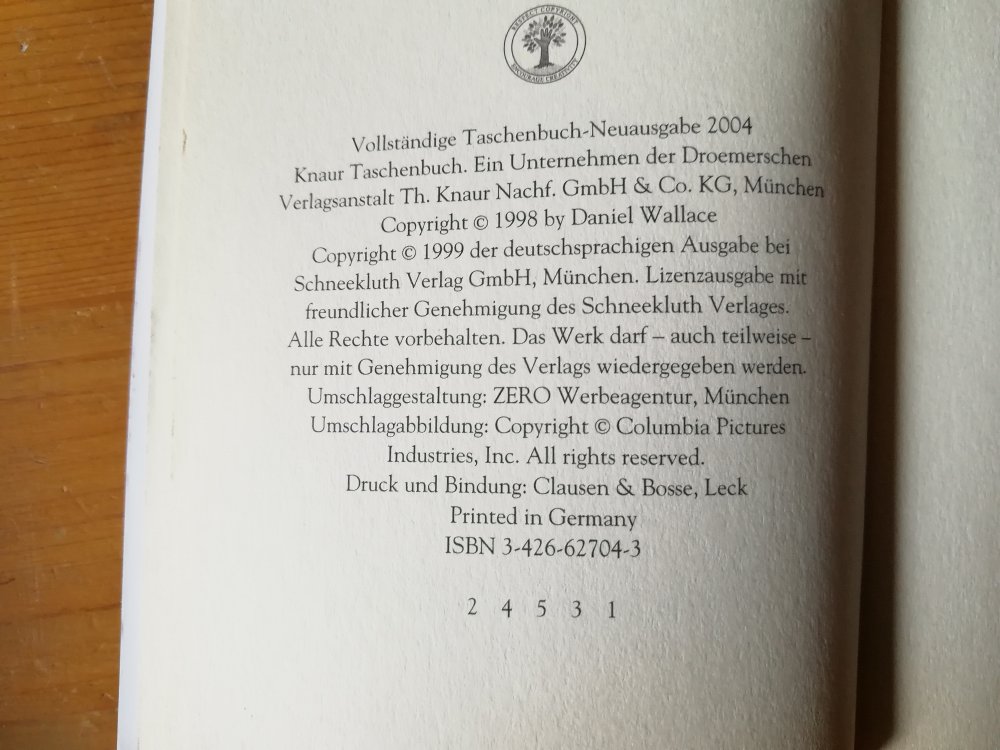 RESPECT COPYRIGHT
ENCOURAGE CREATIVITY
Vollständige Taschenbuch-Neuausgabe 2004
Knaur Taschenbuch. Ein Unternehmen der Droemerschen
Verlagsanstalt Th. Knaur Nachf. GmbH & Co. KG, München
Copyright © 1998 by Daniel Wallace
Copyright © 1999 der deutschsprachigen Ausgabe bei
Schneekluth Verlag GmbH, München. Lizenzausgabe mit
freundlicher Genehmigung des Schneekluth Verlages.
Alle Rechte vorbehalten. Das Werk darf – auch teilweise –
nur mit Genehmigung des Verlags wiedergegeben werden.
Umschlaggestaltung: ZERO Werbeagentur, München
Umschlagabbildung: Copyright © Columbia Pictures
Industries, Inc. All rights reserved.
Druck und Bindung: Clausen & Bosse, Leck
Printed in Germany
ISBN 3-426-62704-3
2 4 5 3 1